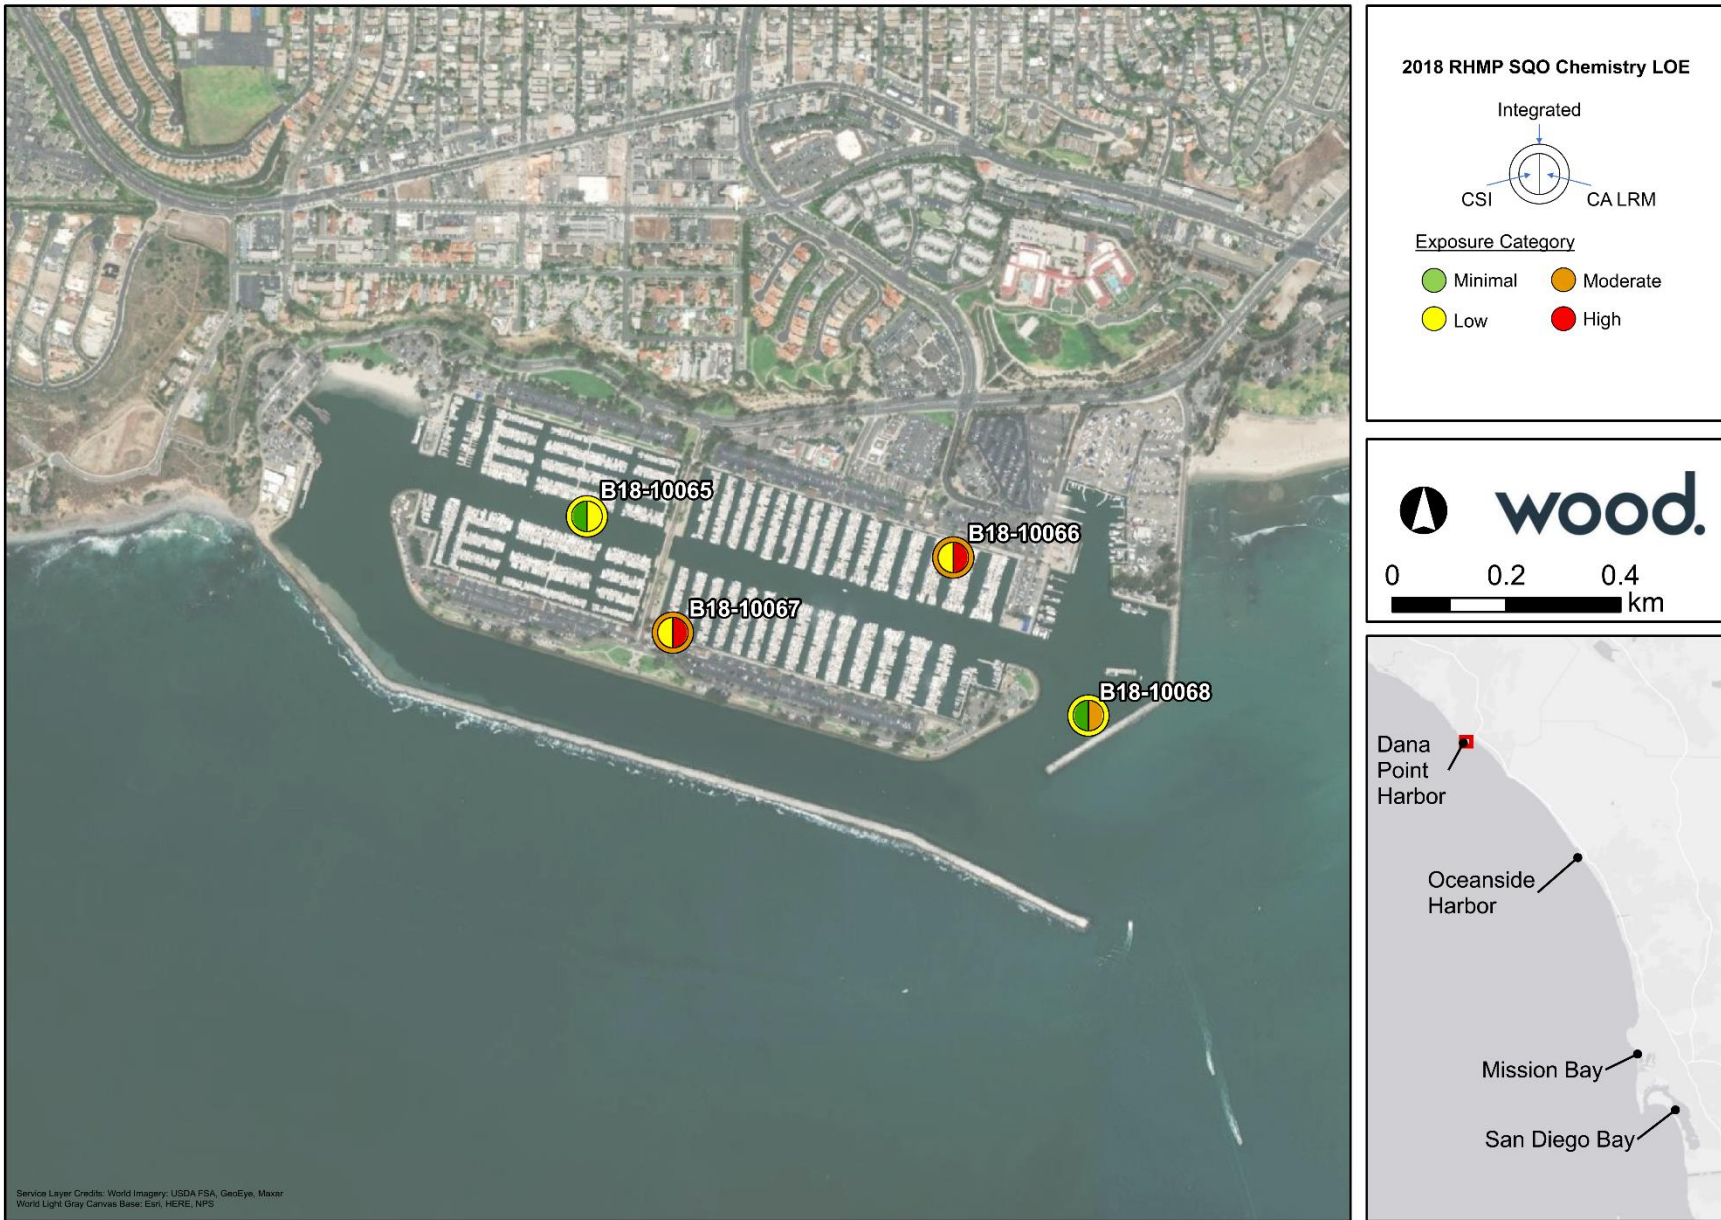 B18-10065
B18-10066
B18-10067
B18-10068
Service Layer Credits: World Imagery: USDA FSA, GeoEye, Maxar
World Light Gray Canvas Base: Esri, HERE, NPS
2018 RHMP SQO Chemistry LOE
Integrated
CSI
CA LRM
Exposure Category
Minimal
Moderate
Low
High
wood.
0 0.2 0.4
km
Dana
Point
Harbor
Oceanside
Harbor
Mission Bay
San Diego Bay